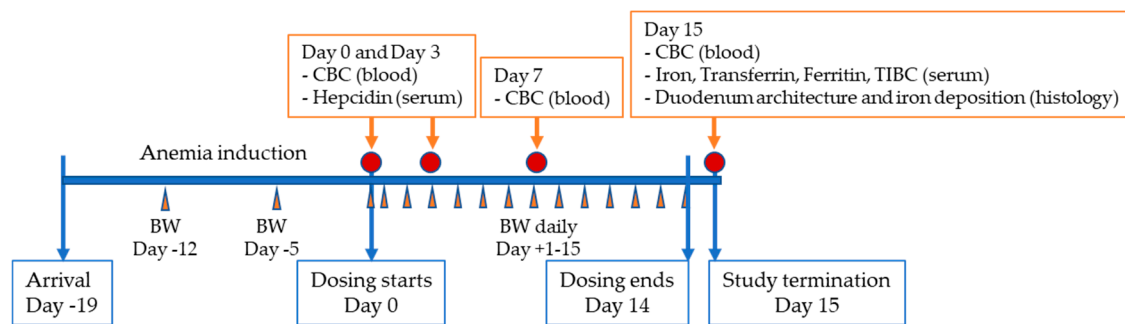 Day 0 and Day 3
- CBC (blood)
- Hepcidin (serum)
Day 7
- CBC (blood)
Day 15
- CBC (blood)
- Iron, Transferrin, Ferritin, TIBC (serum)
- Duodenum architecture and iron deposition (histology)
Anemia induction
BW
Day -12
BW
Day -5
BW daily
Day +1-15
Arrival
Day -19
Dosing starts
Day 0
Dosing ends
Day 14
Study termination
Day 15